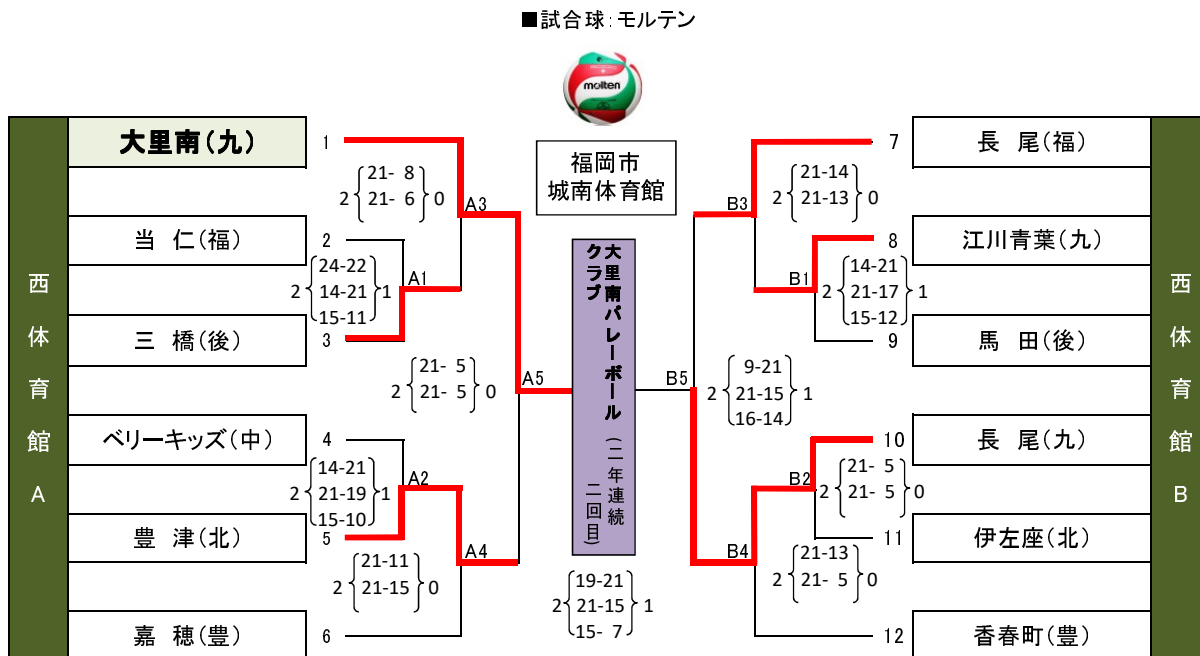 ■試合球：モルテン
molten
福岡市
城南体育館
西体育館A
大里南(九)
1
21- 8
2 21- 6 0
A3
当 仁(福)
2
24-22
2 14-21 1
15-11
A1
三 橋(後)
3
21- 5
2 21- 5 0
A5
ベリーキッズ(中)
4
14-21
2 21-19 1
15-10
A2
豊 津(北)
5
21-11
2 21-15 0
A4
嘉 穂(豊)
6
大里南バレーボール
クラブ
(二年連続
二回目)
19-21
2 21-15 1
15- 7
7
長 尾(福)
21-14
2 21-13 0
B3
8
江川青葉(九)
14-21
2 21-17 1
15-12
B1
9
馬 田(後)
B5
9-21
2 21-15 1
16-14
10
長 尾(九)
21- 5
2 21- 5 0
B2
11
伊左座(北)
21-13
2 21- 5 0
B4
12
香春町(豊)
西体育館B